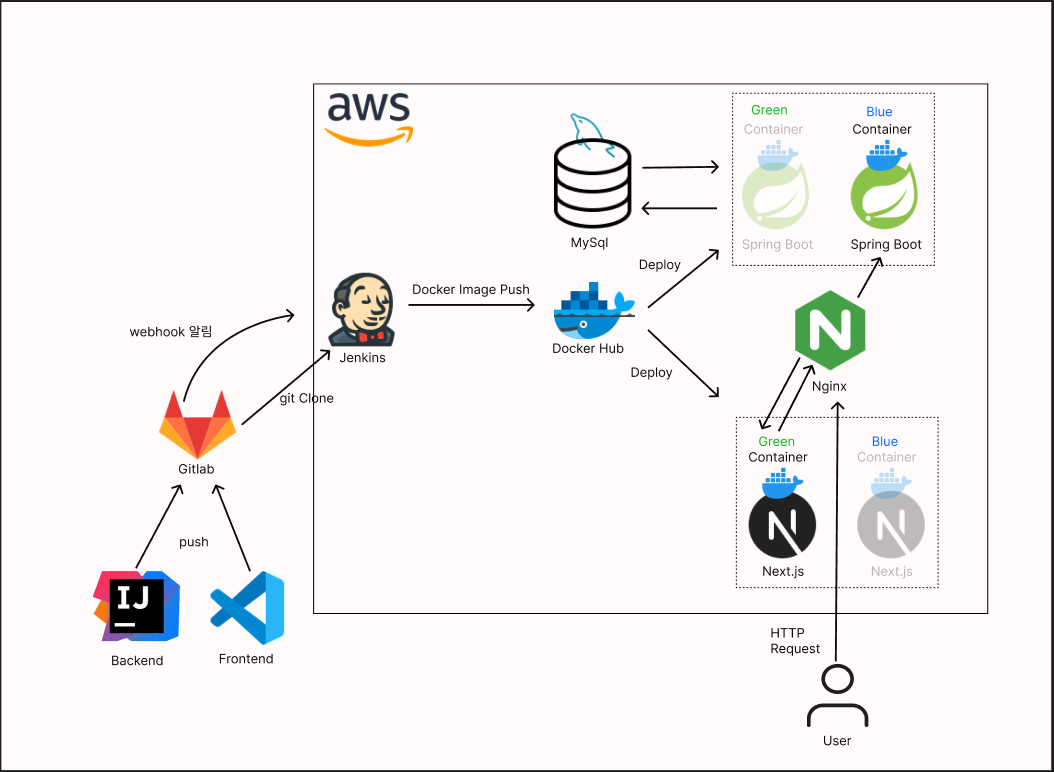 aws
Green
Container
Spring Boot
Blue
Container
Spring Boot
MySql
Deploy
Docker Image Push
Docker Hub
Deploy
webhook 알림
Jenkins
git Clone
Nginx
Gitlab
Green
Container
Next.js
Blue
Container
Next.js
push
IJ
Backend
Frontend
HTTP
Request
User